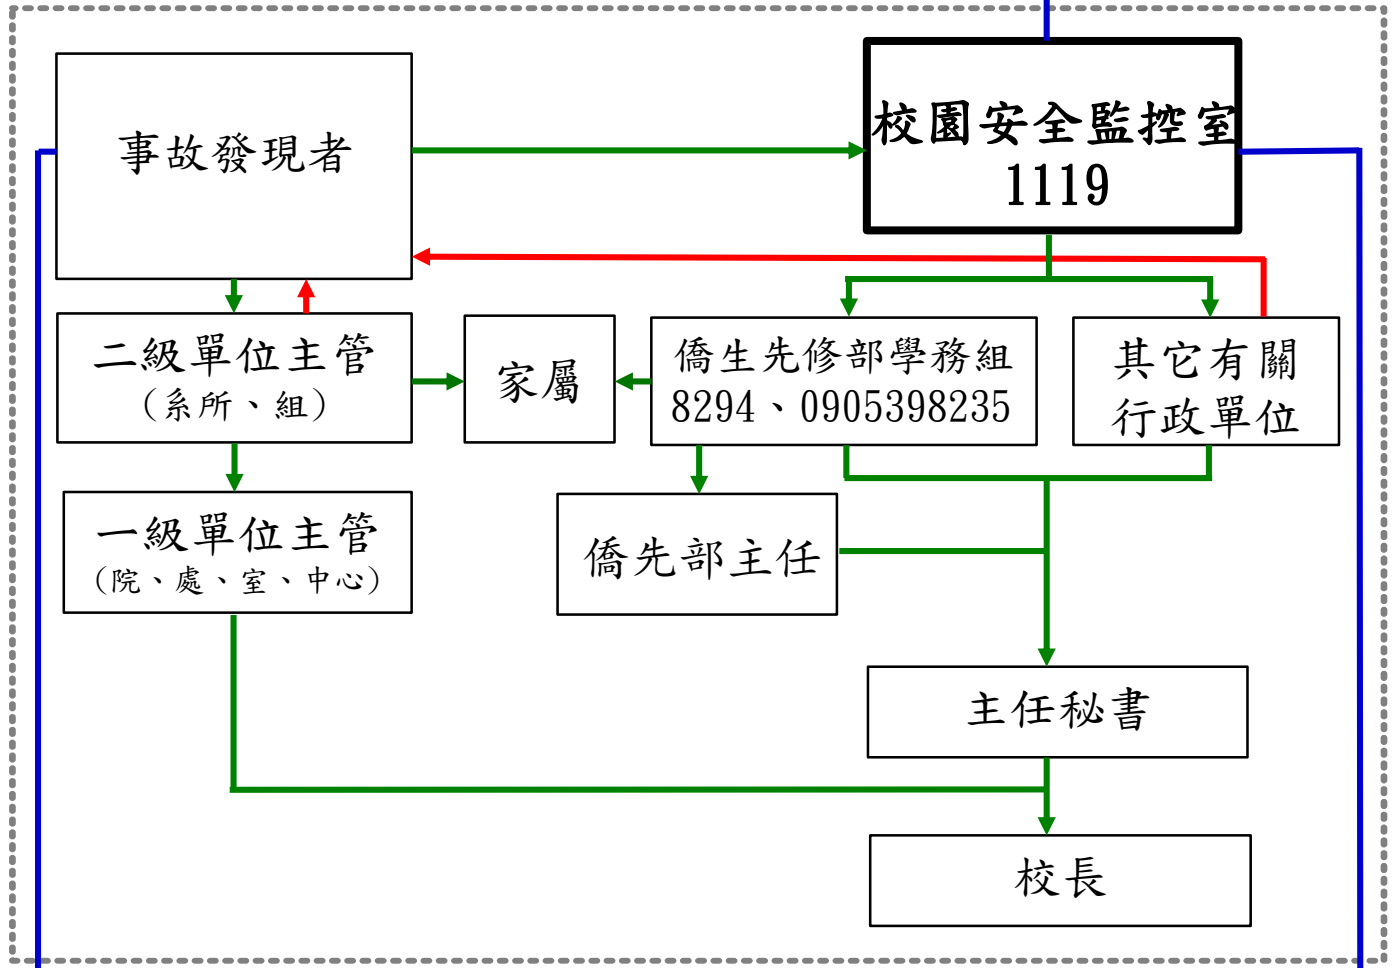 事故發現者
校園安全監控室
1119
二級單位主管
（系所、組）
家屬
僑生先修部學務組
8294、0905398235
其它有關
行政單位
一級單位主管
（院、處、室、中心）
僑先部主任
主任秘書
校長